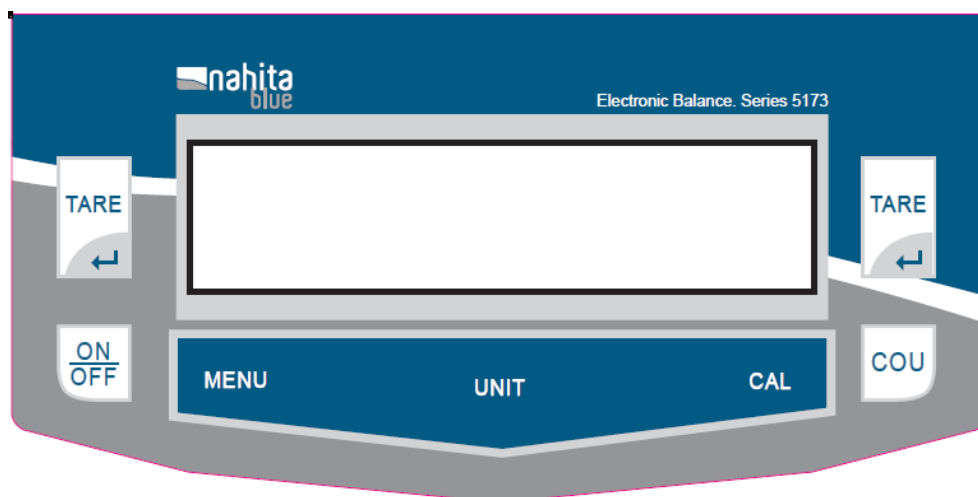 nahita
blue
Electronic Balance. Series 5173
TARE
TARE
ON
OFF
COU
MENU
UNIT
CAL